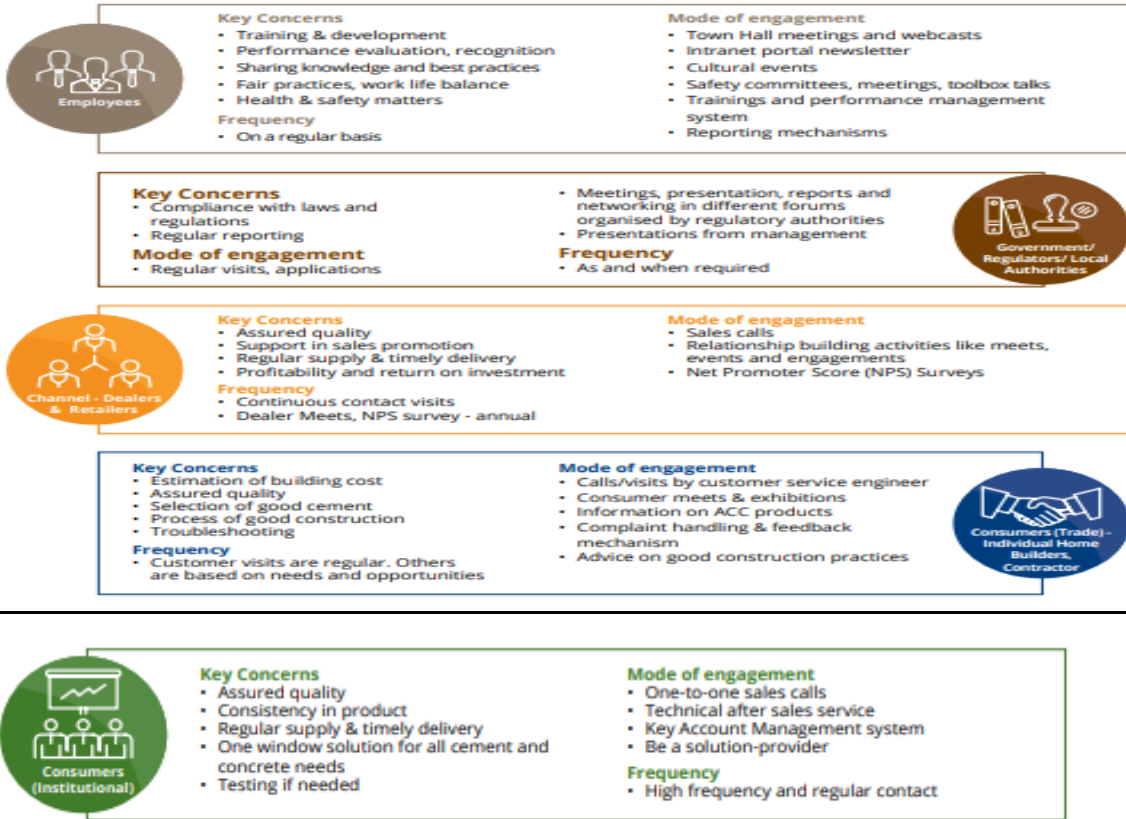 Employees
Key Concerns
• Training & development
• Performance evaluation, recognition
• Sharing knowledge and best practices
• Fair practices, work life balance
• Health & safety matters
Frequency
• On a regular basis
Mode of engagement
• Town Hall meetings and webcasts
• Intranet portal newsletter
• Cultural events
• Safety committees, meetings, toolbox talks
• Trainings and performance management
system
• Reporting mechanisms
Key Concerns
• Compliance with laws and
regulations
• Regular reporting
Mode of engagement
• Regular visits, applications
• Meetings, presentation, reports and
networking in different forums
organised by regulatory authorities
• Presentations from management
Frequency
• As and when required
Government/
Regulators/ Local
Authorities
Channel - Dealers
& Retailers
Key Concerns
• Assured quality
• Support in sales promotion
• Regular supply & timely delivery
• Profitability and return on investment
Frequency
• Continuous contact visits
• Dealer Meets, NPS survey - annual
Mode of engagement
• Sales calls
• Relationship building activities like meets,
events and engagements
• Net Promoter Score (NPS) Surveys
Key Concerns
• Estimation of building cost
• Assured quality
• Selection of good cement
• Process of good construction
• Troubleshooting
Frequency
• Customer visits are regular. Others
are based on needs and opportunities
Mode of engagement
• Calls/visits by customer service engineer
• Consumer meets & exhibitions
• Information on ACC products
• Complaint handling & feedback
mechanism
• Advice on good construction practices
Consumers (Trade) -
Individual Home
Builders,
Contractor
Consumers
(Institutional)
Key Concerns
• Assured quality
• Consistency in product
• Regular supply & timely delivery
• One window solution for all cement and
concrete needs
• Testing if needed
Mode of engagement
• One-to-one sales calls
• Technical after sales service
• Key Account Management system
• Be a solution-provider
Frequency
• High frequency and regular contact